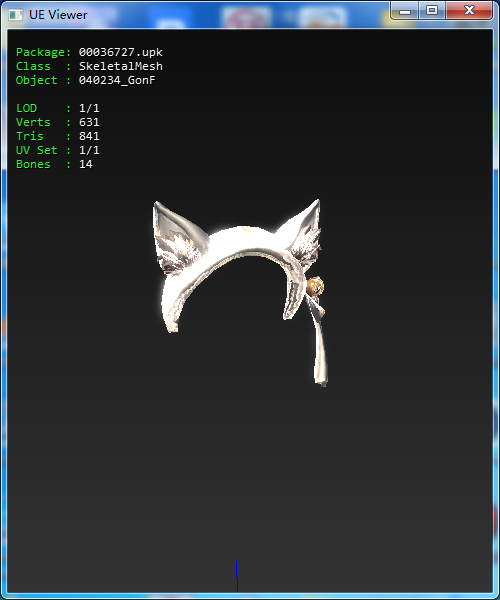 UE Viewer
Package: 00036727.upk
Class : SkeletalMesh
Object : 040234_GonF
LOD : 1/1
Verts : 631
Tris : 841
UV Set : 1/1
Bones : 14